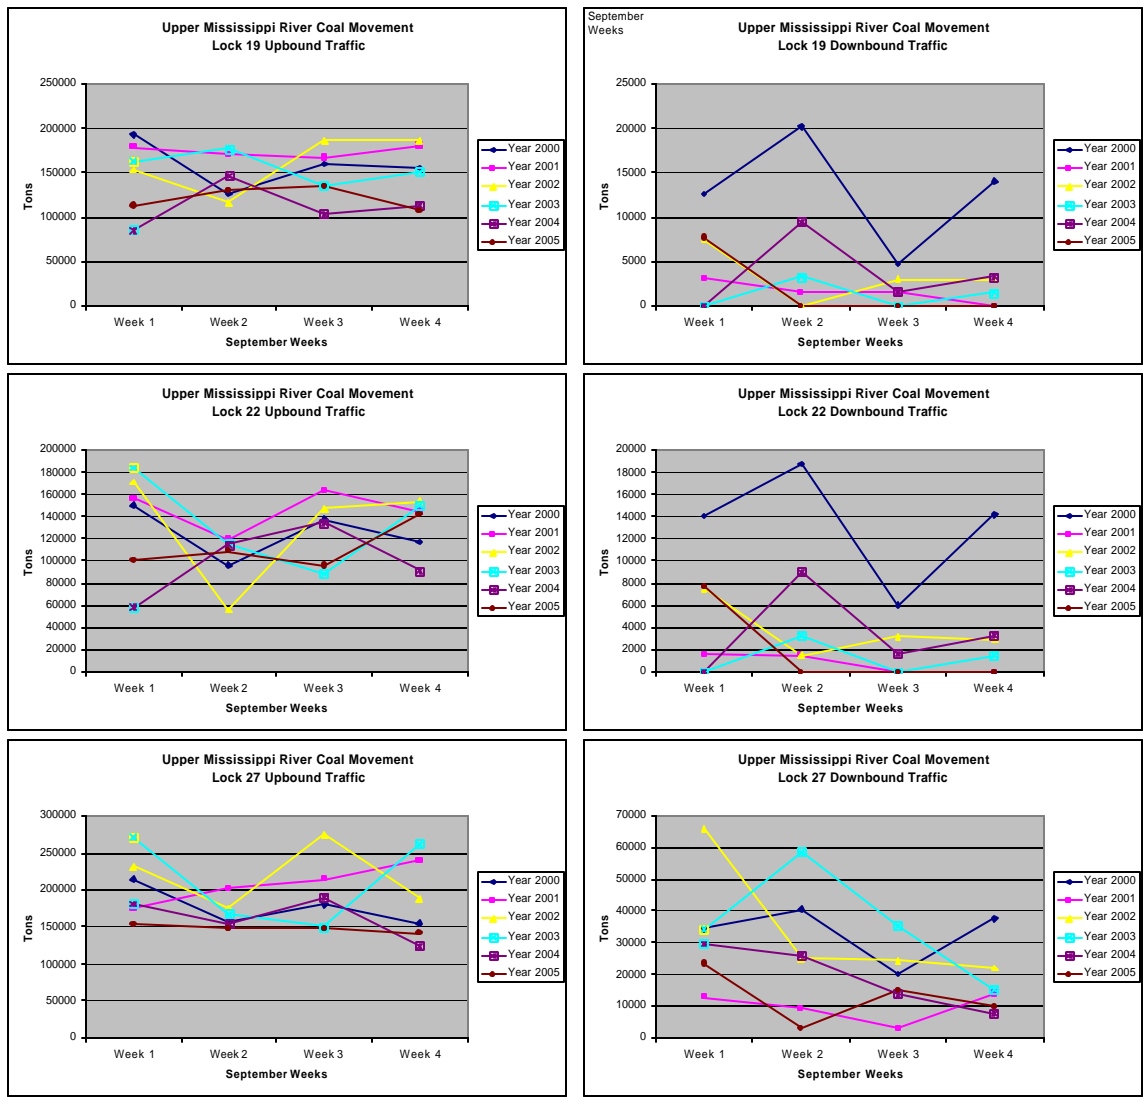 Upper Mississippi River Coal Movement
Lock 19 Upbound Traffic
250000
200000
150000
100000
50000
0
Tons
Week 1
Week 2
Week 3
Week 4
September Weeks
Year 2000
Year 2001
Year 2002
Year 2003
Year 2004
Year 2005
September
Weeks
Upper Mississippi River Coal Movement
Lock 19 Downbound Traffic
25000
20000
15000
10000
5000
0
Tons
Week 1
Week 2
Week 3
Week 4
September Weeks
Year 2000
Year 2001
Year 2002
Year 2003
Year 2004
Year 2005
Upper Mississippi River Coal Movement
Lock 22 Upbound Traffic
200000
180000
160000
140000
120000
100000
80000
60000
40000
20000
0
Tons
Week 1
Week 2
Week 3
Week 4
September Weeks
Year 2000
Year 2001
Year 2002
Year 2003
Year 2004
Year 2005
Upper Mississippi River Coal Movement
Lock 22 Downbound Traffic
20000
18000
16000
14000
12000
10000
8000
6000
4000
2000
0
Tons
Week 1
Week 2
Week 3
Week 4
September Weeks
Year 2000
Year 2001
Year 2002
Year 2003
Year 2004
Year 2005
Upper Mississippi River Coal Movement
Lock 27 Upbound Traffic
300000
250000
200000
150000
100000
50000
0
Tons
Week 1
Week 2
Week 3
Week 4
September Weeks
Year 2000
Year 2001
Year 2002
Year 2003
Year 2004
Year 2005
Upper Mississippi River Coal Movement
Lock 27 Downbound Traffic
70000
60000
50000
40000
30000
20000
10000
0
Tons
Week 1
Week 2
Week 3
Week 4
September Weeks
Year 2000
Year 2001
Year 2002
Year 2003
Year 2004
Year 2005